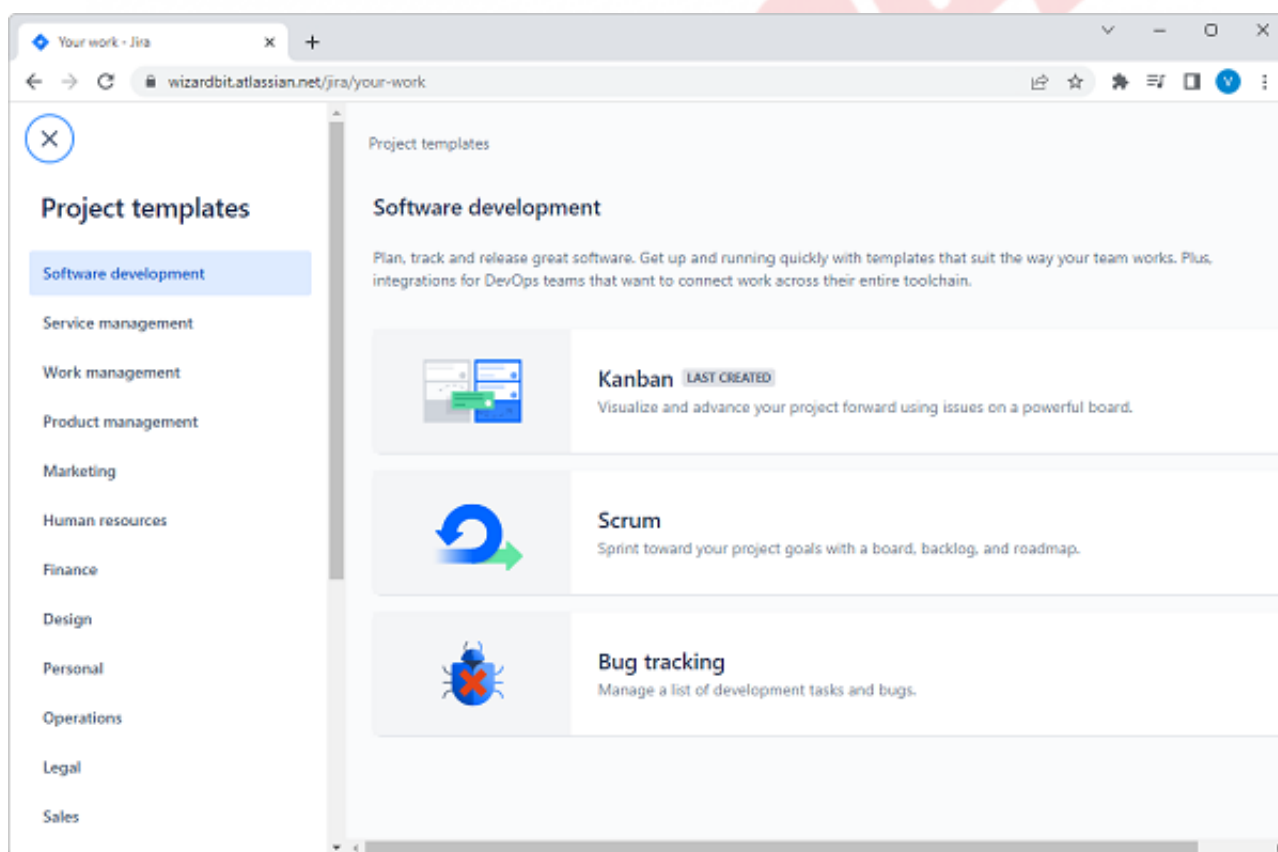 Your work - Jira
wizardbit.atlassian.net/jira/your-work
V
Project templates
Software development
Service management
Work management
Product management
Marketing
Human resources
Finance
Design
Personal
Operations
Legal
Sales
Project templates
Software development
Plan, track and release great software. Get up and running quickly with templates that suit the way your team works. Plus,
integrations for DevOps teams that want to connect work across their entire toolchain.
Kanban LAST CREATED
Visualize and advance your project forward using issues on a powerful board.
Scrum
Sprint toward your project goals with a board, backlog, and roadmap.
Bug tracking
Manage a list of development tasks and bugs.